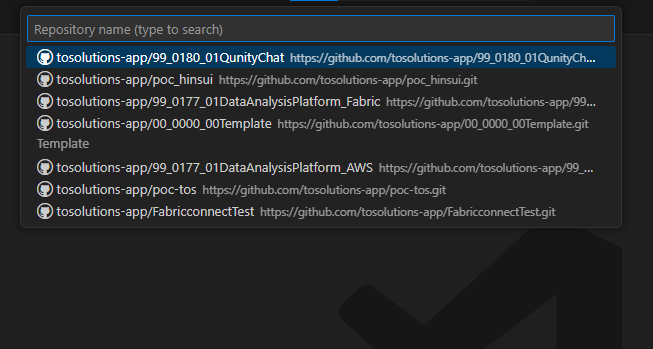 Repository name (type to search)
tosolutions-app/99_0180_01QunityChat https://github.com/tosolutions-app/99_0180_01QunityCh...
tosolutions-app/poc_hinsui https://github.com/tosolutions-app/poc_hinsui.git
tosolutions-app/99_0177_01DataAnalysisPlatform_Fabric https://github.com/tosolutions-app/99...
tosolutions-app/00_0000_00Template https://github.com/tosolutions-app/00_0000_00Template.git
Template
tosolutions-app/99_0177_01DataAnalysisPlatform_AWS https://github.com/tosolutions-app/99_...
tosolutions-app/poc-tos https://github.com/tosolutions-app/poc-tos.git
tosolutions-app/FabricconnectTest https://github.com/tosolutions-app/FabricconnectTest.git